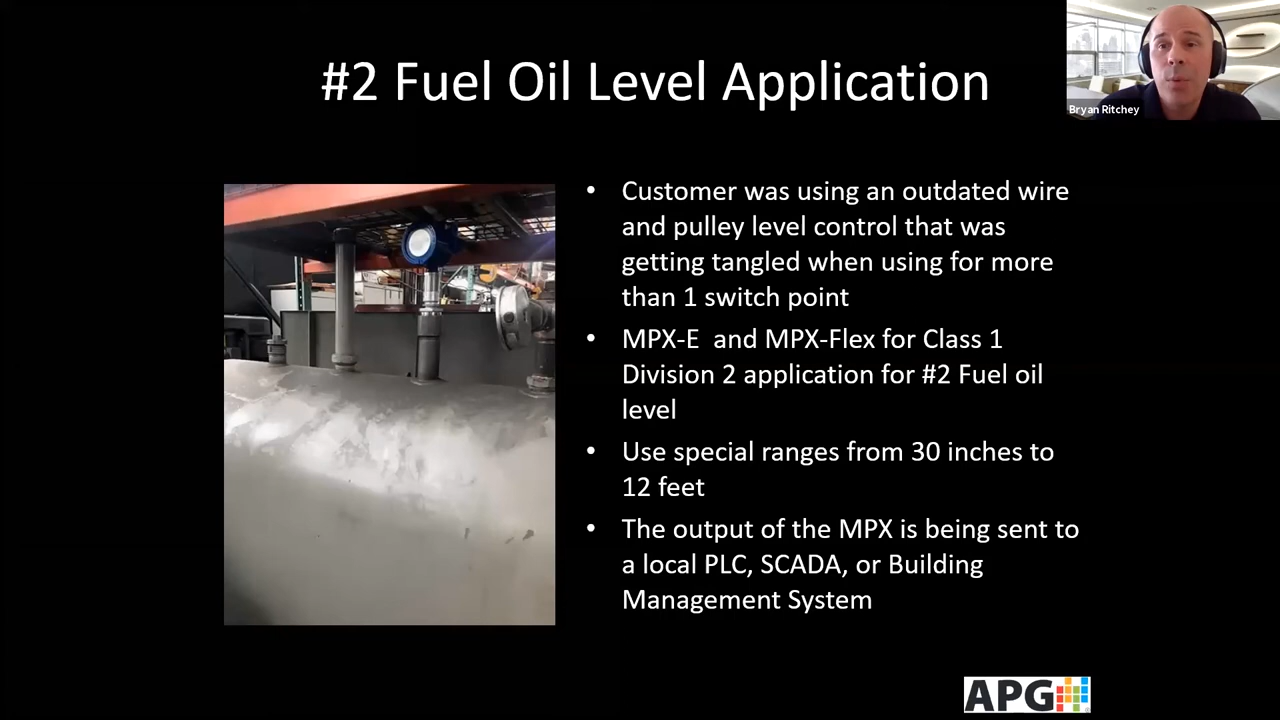 #2 Fuel Oil Level Application
Bryan Ritchey
• Customer was using an outdated wire
and pulley level control that was
getting tangled when using for more
than 1 switch point
• MPX-E and MPX-Flex for Class 1
Division 2 application for #2 Fuel oil
level
• Use special ranges from 30 inches to
12 feet
• The output of the MPX is being sent to
a local PLC, SCADA, or Building
Management System
APG